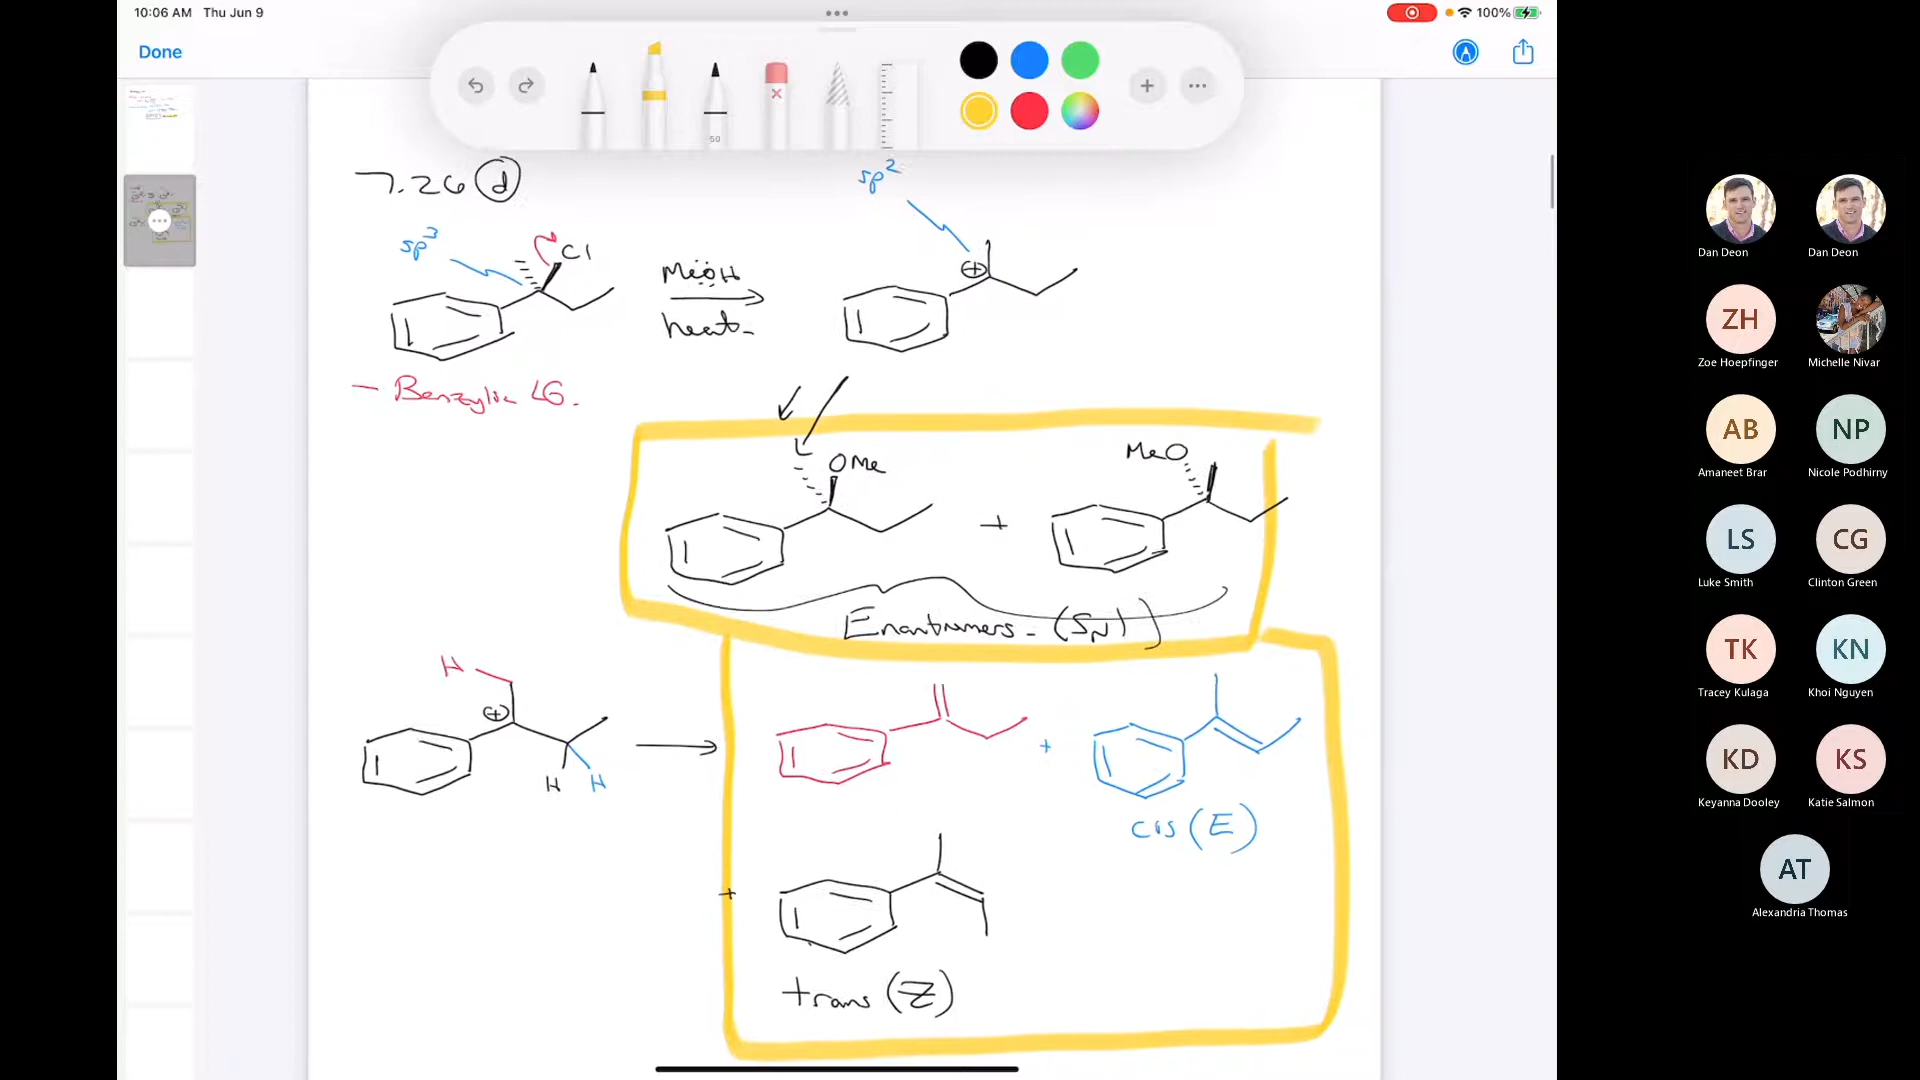 10:06 AM Thu Jun 9
100%
Done
50
7.26 d
sp2
sp3
Cl
MeOH
heat
- Benzylic LG.
OMe
+
MeO
Enantiomers - (SN1)
H
H H
+
cis (E)
+
trans (Z)
Dan Deon
Dan Deon
ZH
Zoe Hoepfinger
Michelle Nivar
AB
Amaneet Brar
NP
Nicole Podhirny
LS
Luke Smith
CG
Clinton Green
TK
Tracey Kulaga
KN
Khoi Nguyen
KD
Keyanna Dooley
KS
Katie Salmon
AT
Alexandria Thomas